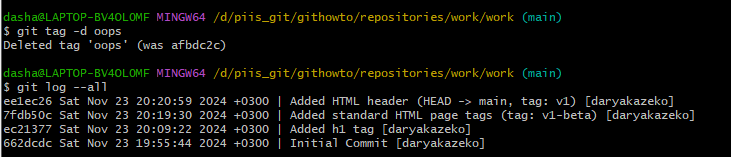 dasha@LAPTOP-BV4OLOMF MINGW64 /d/piis_git/githowto/repositories/work/work (main)
$ git tag -d oops
Deleted tag 'oops' (was afbdc2c)
dasha@LAPTOP-BV4OLOMF MINGW64 /d/piis_git/githowto/repositories/work/work (main)
$ git log --all
ee1ec26 Sat Nov 23 20:20:59 2024 +0300 | Added HTML header (HEAD -> main, tag: v1) [daryakazeko]
7fdb50c Sat Nov 23 20:19:30 2024 +0300 | Added standard HTML page tags (tag: v1-beta) [daryakazeko]
ec21377 Sat Nov 23 20:09:22 2024 +0300 | Added h1 tag [daryakazeko]
662dcdc Sat Nov 23 19:55:44 2024 +0300 | Initial Commit [daryakazeko]